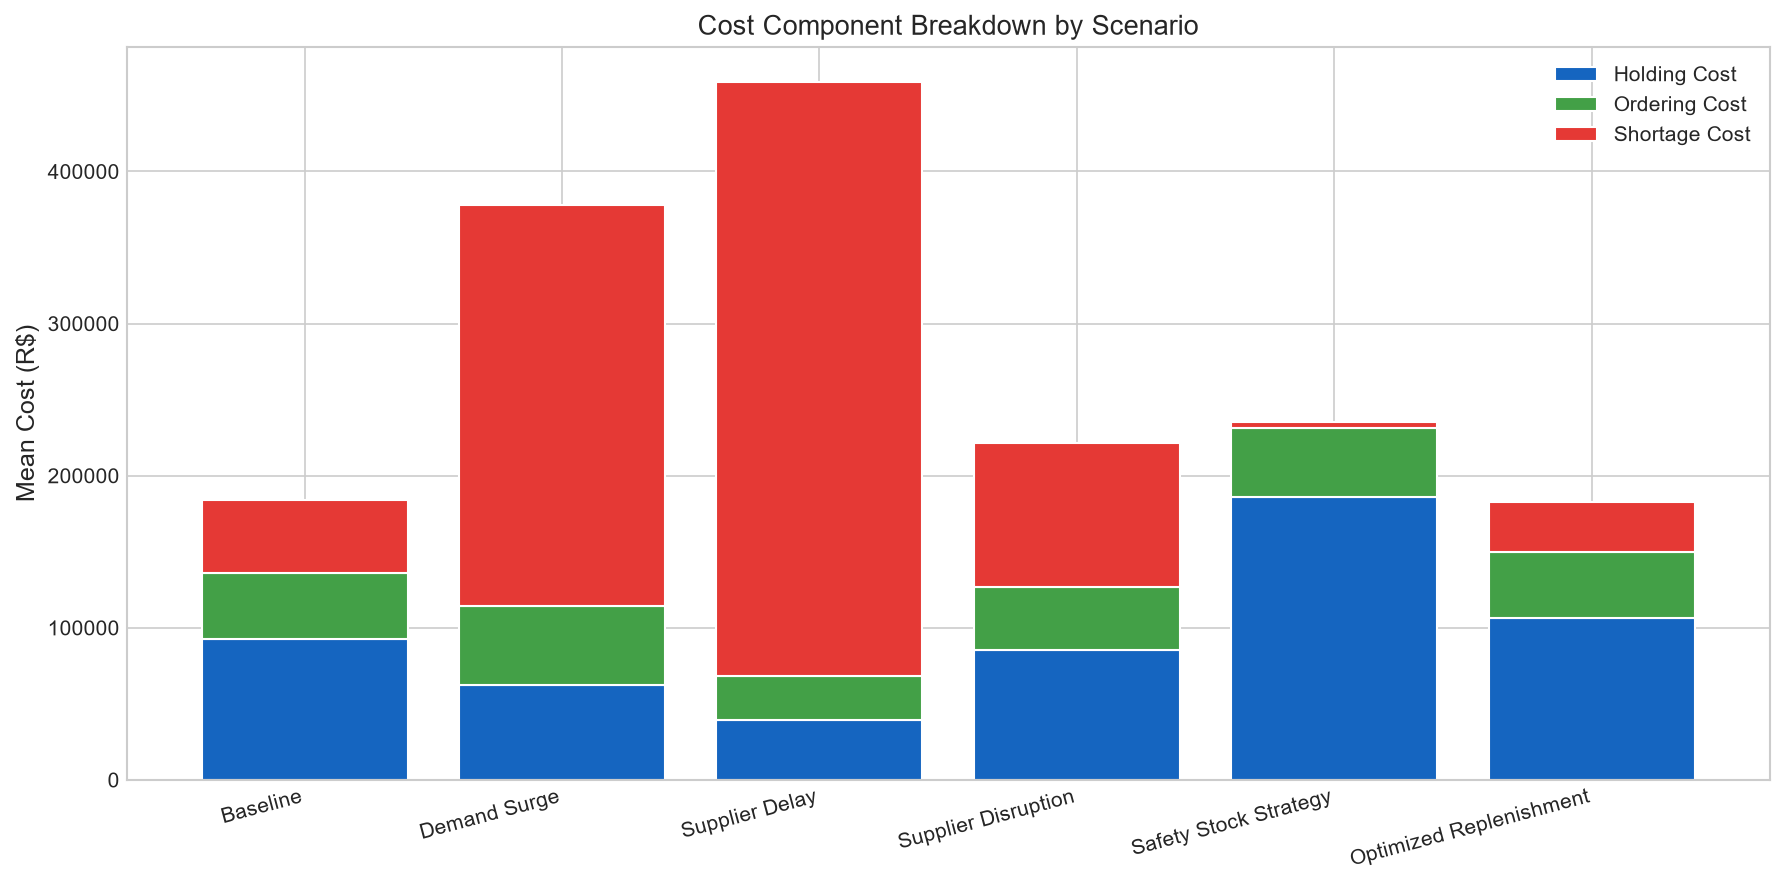 Cost Component Breakdown by Scenario
Holding Cost
Ordering Cost
Shortage Cost
Mean Cost (R$)
400000
300000
200000
100000
0
Baseline
Demand Surge
Supplier Delay
Supplier Disruption
Safety Stock Strategy
Optimized Replenishment